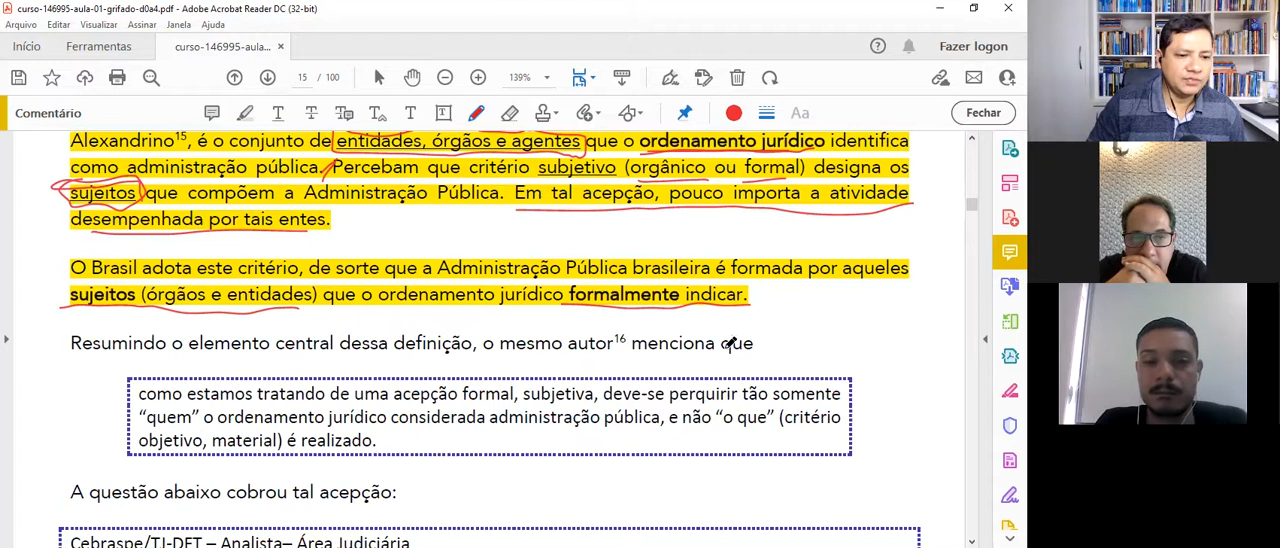 curso-146995-aula-01-grifado-d0a4.pdf - Adobe Acrobat Reader DC (32-bit)
Arquivo Editar Visualizar Assinar Janela Ajuda
Início Ferramentas curso-146995-aula... × Fazer logon
15 / 100 139%
Comentário Fechar
Alexandrino15, é o conjunto de entidades, órgãos e agentes que o ordenamento jurídico identifica
como administração pública. Percebam que critério subjetivo (orgânico ou formal) designa os
sujeitos que compõem a Administração Pública. Em tal acepção, pouco importa a atividade
desempenhada por tais entes.
O Brasil adota este critério, de sorte que a Administração Pública brasileira é formada por aqueles
sujeitos (órgãos e entidades) que o ordenamento jurídico formalmente indicar.
Resumindo o elemento central dessa definição, o mesmo autor16 menciona que
como estamos tratando de uma acepção formal, subjetiva, deve-se perquirir tão somente
“quem” o ordenamento jurídico considerada administração pública, e não “o que” (critério
objetivo, material) é realizado.
A questão abaixo cobrou tal acepção:
Cebraspe/TJ-DFT – Analista– Área Judiciária